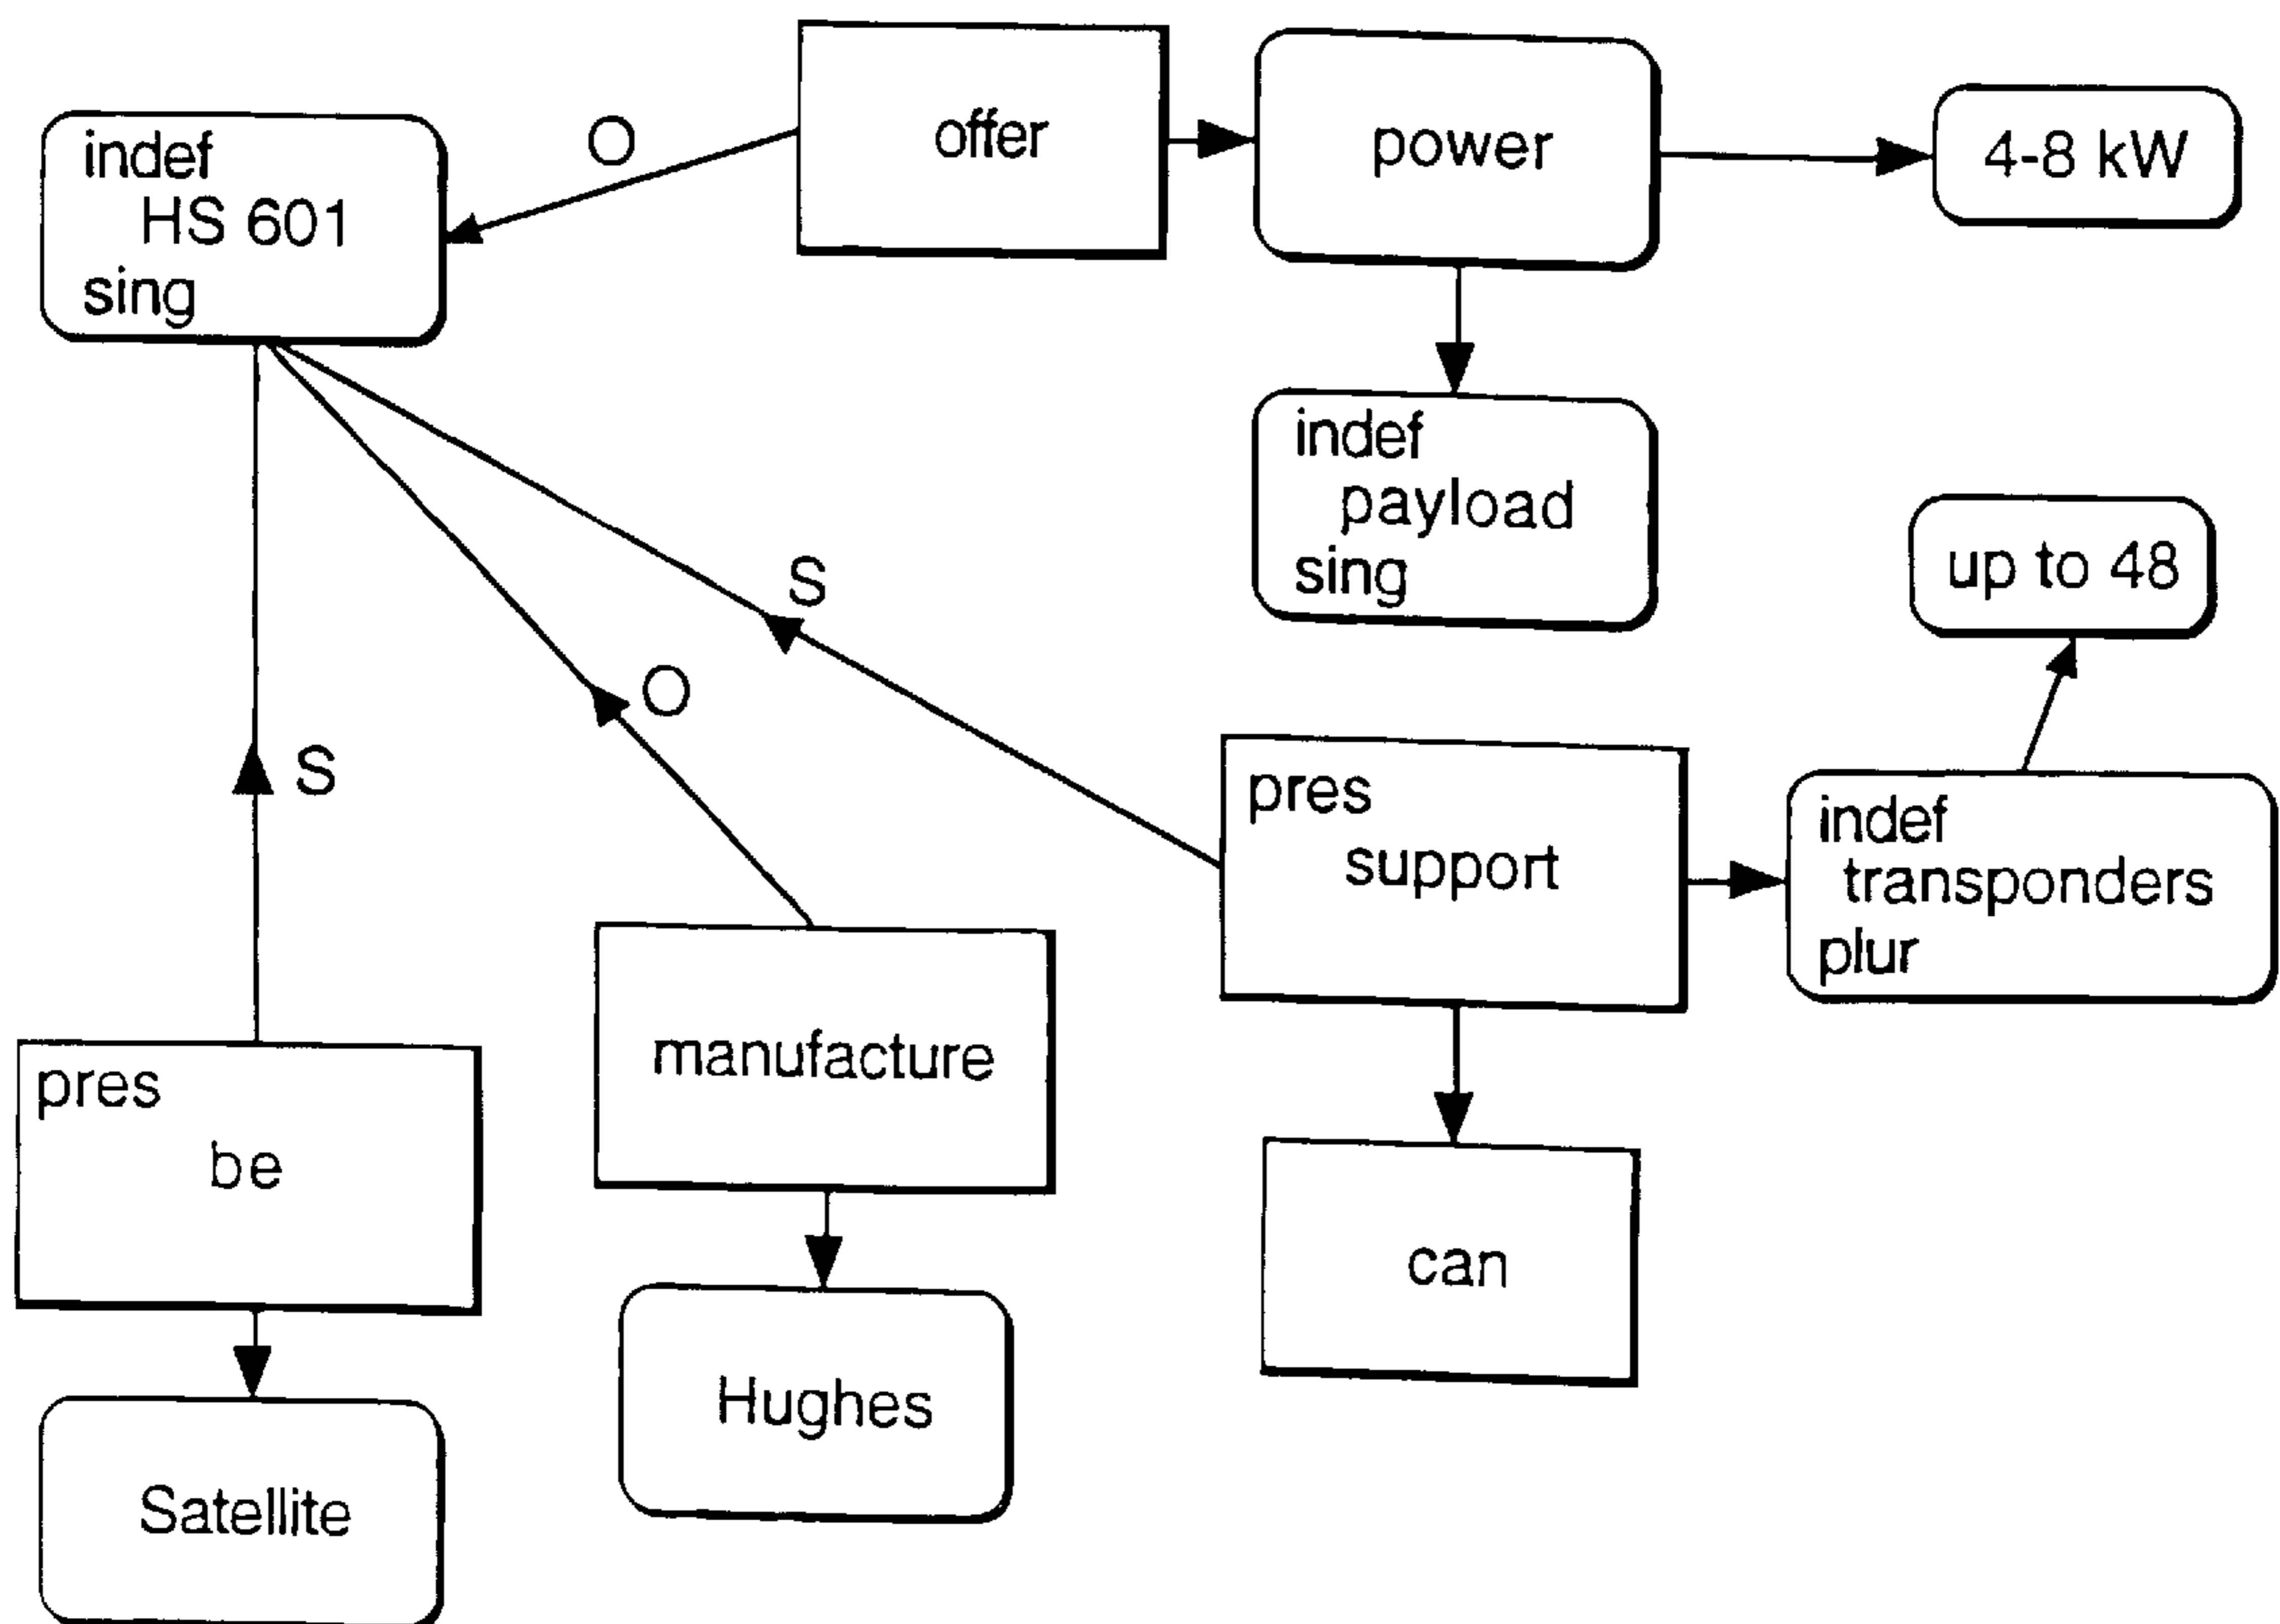 indef
HS 601
sing
O
offer
power
4-8 kW
indef
payload
sing
up to 48
S
O
S
pres
support
indef
transponders
plur
manufacture
pres
be
can
Hughes
Satellite